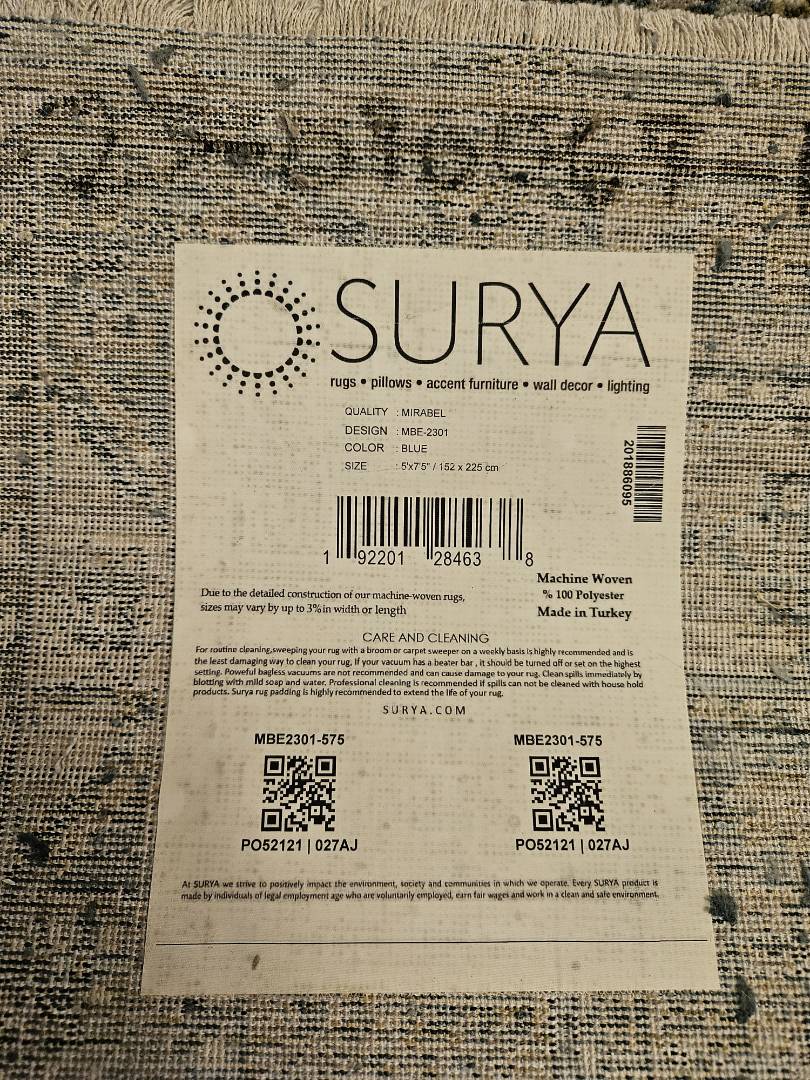 SURYA
rugs • pillows • accent furniture • wall decor • lighting
QUALITY : MIRABEL
DESIGN : MBE-2301
COLOR : BLUE
SIZE : 5'x7'5" / 152 x 225 cm
201886095
1 92201 28463 8
Machine Woven
% 100 Polyester
Made in Turkey
Due to the detailed construction of our machine-woven rugs,
sizes may vary by up to 3% in width or length
CARE AND CLEANING
For routine cleaning,sweeping your rug with a broom or carpet sweeper on a weekly basis is highly recommended and is
the least damaging way to clean your rug, If your vacuum has a beater bar , it should be turned off or set on the highest
setting. Poweful bagless vacuums are not recommended and can cause damage to your rug. Clean spills immediately by
blotting with mild soap and water. Professional cleaning is recommended if spills can not be cleaned with house hold
products. Surya rug padding is highly recommended to extend the life of your rug.
SURYA.COM
MBE2301-575 MBE2301-575
PO52121 | 027AJ PO52121 | 027AJ
At SURYA we strive to positively impact the environment, society and communities in which we operate. Every SURYA product is
made by individuals of legal employment age who are voluntarily employed, earn fair wages and work in a clean and safe environment.